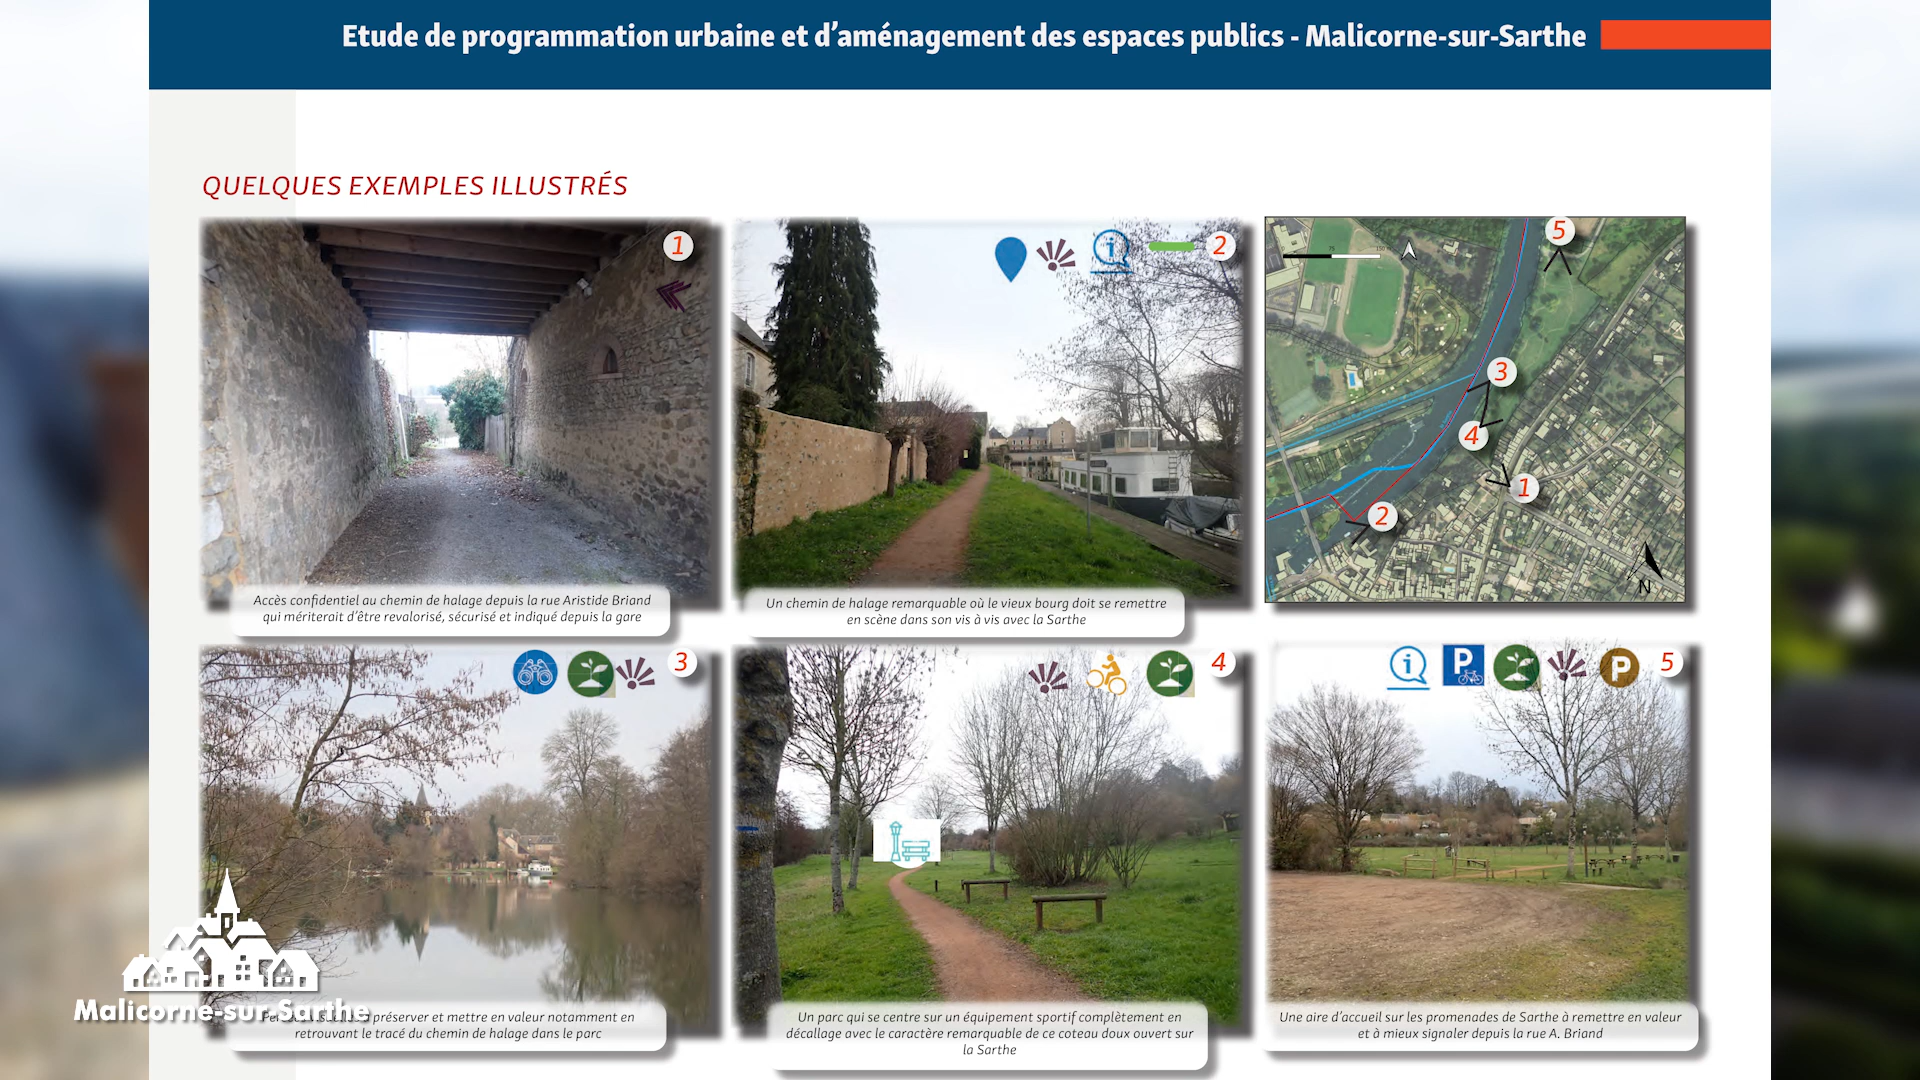 Etude de programmation urbaine et d'aménagement des espaces publics - Malicorne-sur-Sarthe
QUELQUES EXEMPLES ILLUSTRÉS
1
Accès confidentiel au chemin de halage depuis la rue Aristide Briand
qui mériterait d'être revalorisé, sécurisé et indiqué depuis la gare
i
2
Un chemin de halage remarquable où le vieux bourg doit se remettre
en scène dans son vis à vis avec la Sarthe
5
3
4
1
2
N
3
préserver et mettre en valeur notamment en
retrouvant le tracé du chemin de halage dans le parc
4
Un parc qui se centre sur un équipement sportif complètement en
décallage avec le caractère remarquable de ce coteau doux ouvert sur
la Sarthe
i
P
P
5
Une aire d'accueil sur les promenades de Sarthe à remettre en valeur
et à mieux signaler depuis la rue A. Briand
Malicorne-sur-Sarthe